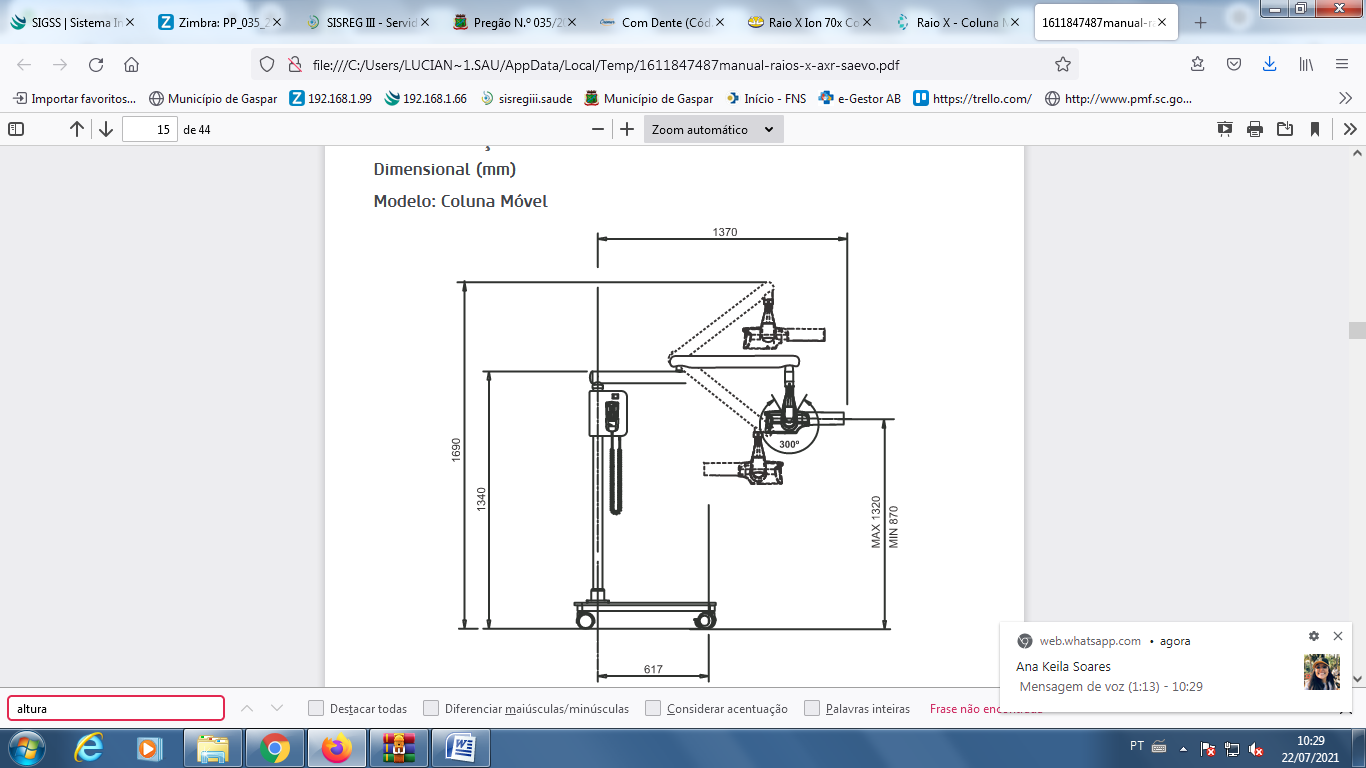 SIGSS | Sistema In
Zimbra: PP_035_2
SISREG III - Servid
Pregão N.º 035/20
Com Dente (Cód.
Raio X Ion 70x Co
Raio X - Coluna M
1611847487manual-ra
file:///C:/Users/LUCIAN~1.SAU/AppData/Local/Temp/1611847487manual-raios-x-axr-saevo.pdf
Importar favoritos...
Município de Gaspar
192.168.1.99
192.168.1.66
sisregiii.saude
Município de Gaspar
Início - FNS
e-Gestor AB
https://trello.com/
http://www.pmf.sc.go...
15 de 44
Zoom automático
Dimensional (mm)
Modelo: Coluna Móvel
1370
1690
1340
300º
MAX 1320
MIN 870
617
web.whatsapp.com • agora
Ana Keila Soares
Mensagem de voz (1:13) - 10:29
altura
Destacar todas
Diferenciar maiúsculas/minúsculas
Considerar acentuação
Palavras inteiras
Frase não encontrada
PT
10:29
22/07/2021